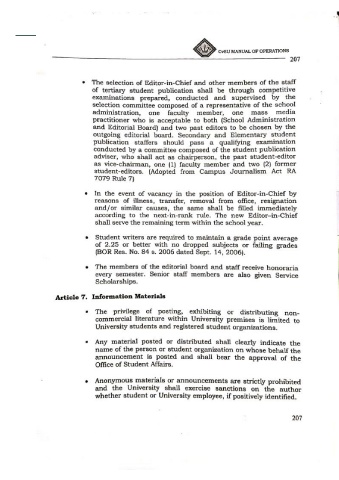 CvSU MANUAL OF OPERATIONS
207
• The selection of Editor-in-Chief and other members of the staff
of tertiary student publication shall be through competitive
examinations prepared, conducted and supervised by the
selection committee composed of a representative of the school
administration, one faculty member, one mass media
practitioner who is acceptable to both (School Administration
and Editorial Board) and two past editors to be chosen by the
outgoing editorial board. Secondary and Elementary student
publication staffers should pass a qualifying examination
conducted by a committee composed of the student publication
adviser, who shall act as chairperson, the past student-editor
as vice-chairman, one (1) faculty member and two (2) former
student-editors. (Adopted from Campus Journalism Act RA
7079 Rule 7)
• In the event of vacancy in the position of Editor-in-Chief by
reasons of illness, transfer, removal from office, resignation
and/or similar causes, the same shall be filled immediately
according to the next-in-rank rule. The new Editor-in-Chief
shall serve the remaining term within the school year.
• Student writers are required to maintain a grade point average
of 2.25 or better with no dropped subjects or failing grades
(BOR Res. No. 84 s. 2006 dated Sept. 14, 2006).
• The members of the editorial board and staff receive honoraria
every semester. Senior staff members are also given Service
Scholarships.
Article 7. Information Materials
• The privilege of posting, exhibiting or distributing non-
commercial literature within University premises is limited to
University students and registered student organizations.
• Any material posted or distributed shall clearly indicate the
name of the person or student organization on whose behalf the
announcement is posted and shall bear the approval of the
Office of Student Affairs.
• Anonymous materials or announcements are strictly prohibited
and the University shall exercise sanctions on the author
whether student or University employee, if positively identified.
207